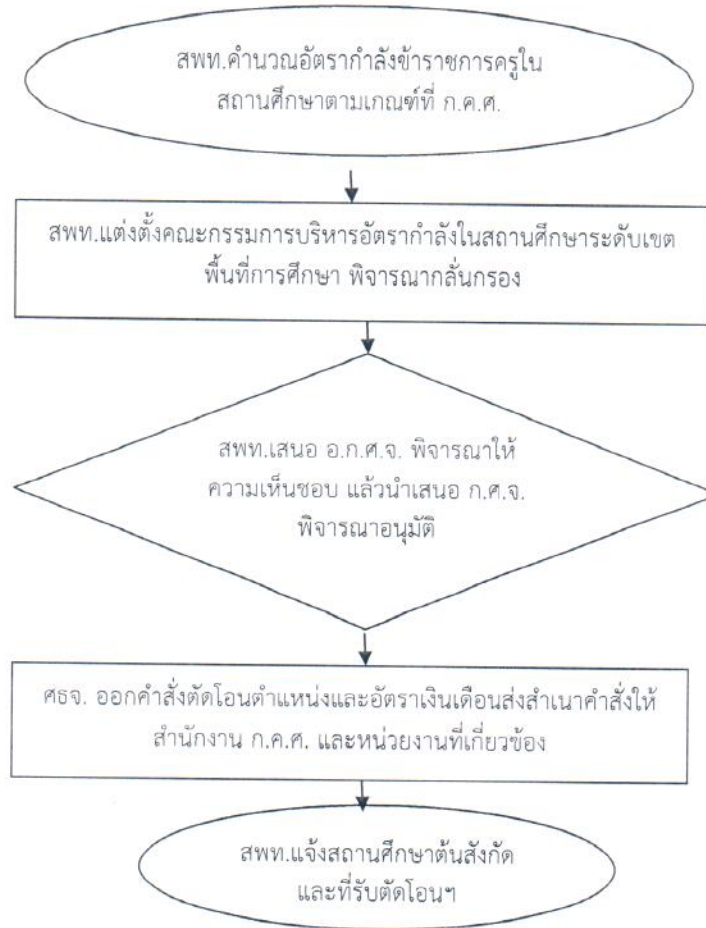 สพท.คำนวณอัตรากำลังข้าราชการครูใน
สถานศึกษาตามเกณฑ์ที่ ก.ค.ศ.
สพท.แต่งตั้งคณะกรรมการบริหารอัตรากำลังในสถานศึกษาระดับเขต
พื้นที่การศึกษา พิจารณากลั่นกรอง
สพท.เสนอ อ.ก.ศ.จ. พิจารณาให้
ความเห็นชอบ แล้วนำเสนอ ก.ศ.จ.
พิจารณาอนุมัติ
ศธจ. ออกคำสั่งตัดโอนตำแหน่งและอัตราเงินเดือนส่งสำเนาคำสั่งให้
สำนักงาน ก.ค.ศ. และหน่วยงานที่เกี่ยวข้อง
สพท.แจ้งสถานศึกษาต้นสังกัด
และที่รับตัดโอนฯ